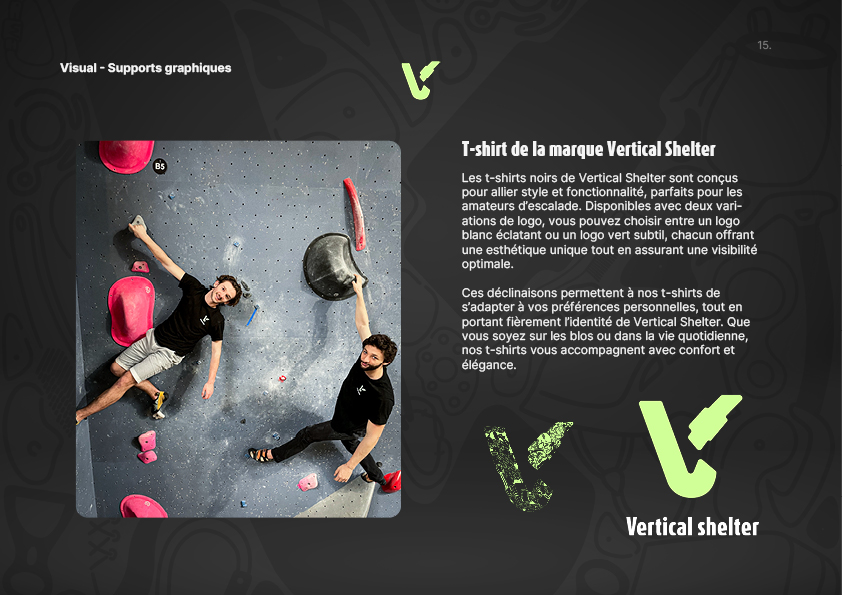 15.
Visual - Supports graphiques
B5
T-shirt de la marque Vertical Shelter
Les t-shirts noirs de Vertical Shelter sont conçus
pour allier style et fonctionnalité, parfaits pour les
amateurs d'escalade. Disponibles avec deux vari-
ations de logo, vous pouvez choisir entre un logo
blanc éclatant ou un logo vert subtil, chacun offrant
une esthétique unique tout en assurant une visibilité
optimale.
Ces déclinaisons permettent à nos t-shirts de
s'adapter à vos préférences personnelles, tout en
portant fièrement l'identité de Vertical Shelter. Que
vous soyez sur les blos ou dans la vie quotidienne,
nos t-shirts vous accompagnent avec confort et
élégance.
Vertical shelter